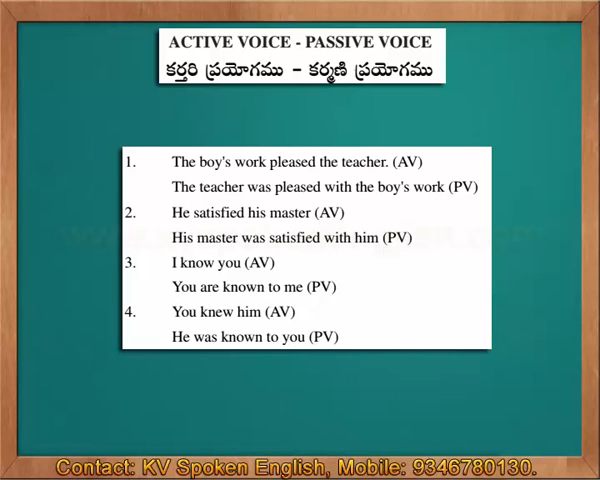 ACTIVE VOICE - PASSIVE VOICE
కర్తరి ప్రయోగము - కర్మణి ప్రయోగము
1. The boy's work pleased the teacher. (AV)
The teacher was pleased with the boy's work (PV)
2. He satisfied his master (AV)
His master was satisfied with him (PV)
3. I know you (AV)
You are known to me (PV)
4. You knew him (AV)
He was known to you (PV)
Contact: KV Spoken English, Mobile: 9346780130.